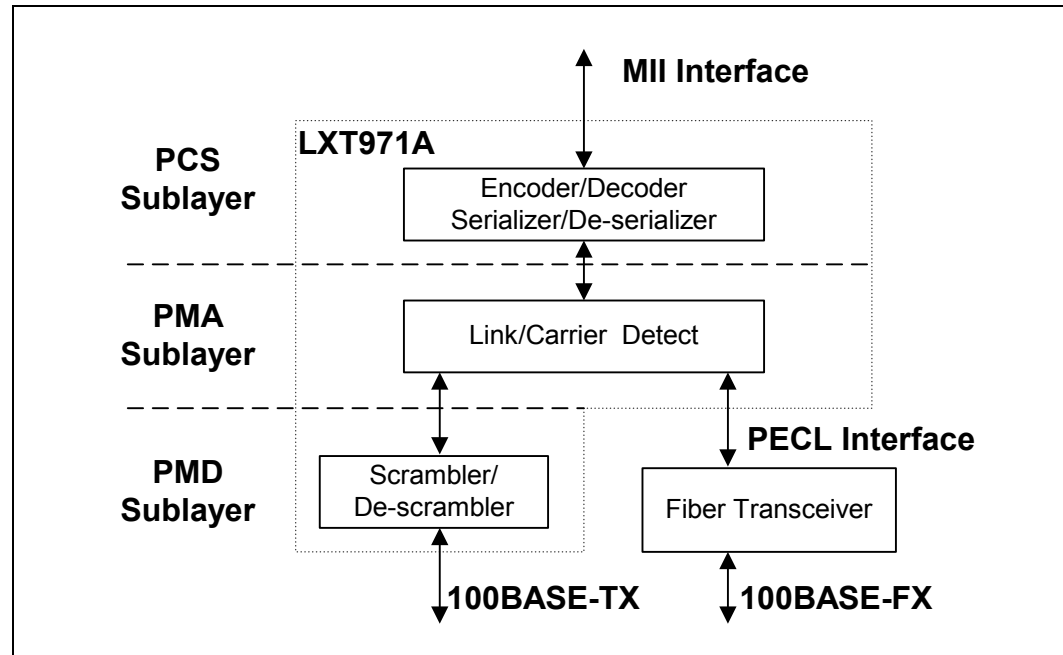 MII Interface
LXT971A
PCS
Sublayer
Encoder/Decoder
Serializer/De-serializer
PMA
Sublayer
Link/Carrier Detect
PECL Interface
PMD
Sublayer
Scrambler/
De-scrambler
Fiber Transceiver
100BASE-TX
100BASE-FX